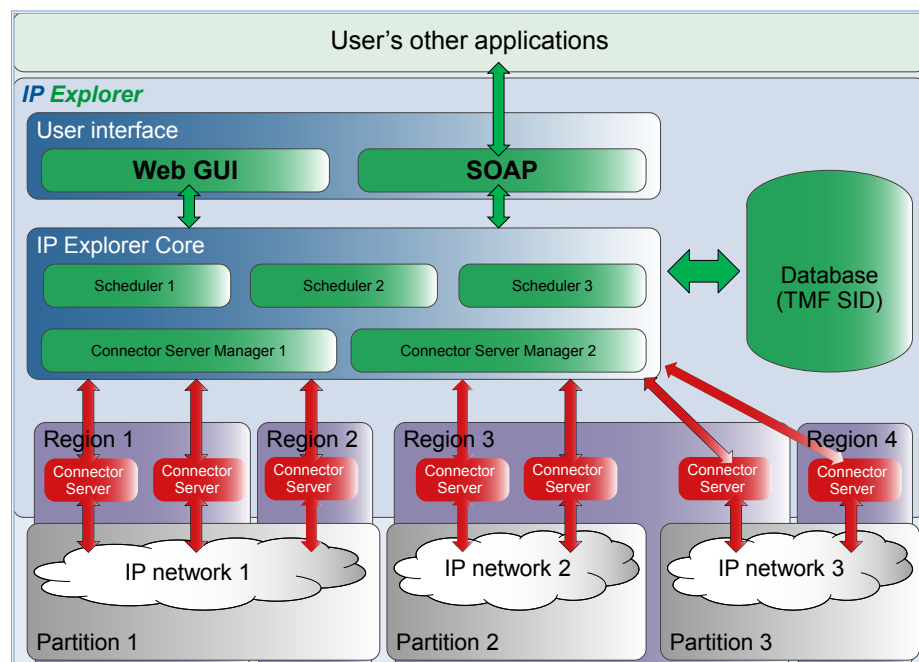 User's other applications
IP Explorer
User interface
Web GUI
SOAP
IP Explorer Core
Scheduler 1
Scheduler 2
Scheduler 3
Database
(TMF SID)
Connector Server Manager 1
Connector Server Manager 2
Region 1
Region 2
Region 3
Region 4
Connector
Server
Connector
Server
Connector
Server
Connector
Server
Connector
Server
Connector
Server
Connector
Server
IP network 1
IP network 2
IP network 3
Partition 1
Partition 2
Partition 3